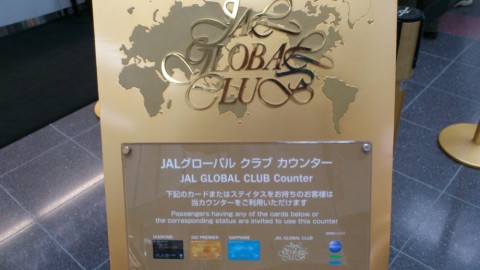 JAL
GLOBAL
CLUB
JALグローバル クラブ カウンター
JAL GLOBAL CLUB Counter
下記のカードまたはステイタスをお持ちのお客様は
当カウンターをご利用いただけます
Passengers having any of the cards below or
the corresponding status are invited to use this counter
DIAMOND JGC PREMIER SAPPHIRE JAL GLOBAL CLUB